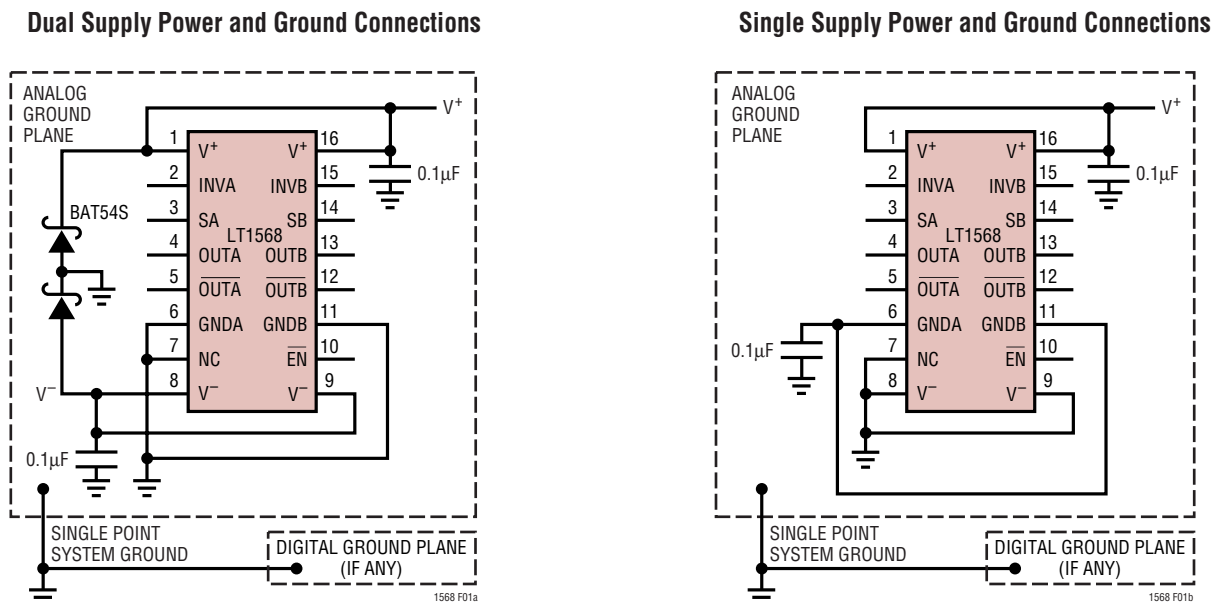 Dual Supply Power and Ground Connections
ANALOG
GROUND
PLANE
V+
1
16
V+
V+
0.1µF
2
15
INVA
INVB
BAT54S
3
14
SA
SB
LT1568
4
13
OUTA
OUTB
5
12
OUTA
OUTB
6
11
GNDA
GNDB
7
10
NC
EN
V–
8
9
V–
V–
0.1µF
SINGLE POINT
SYSTEM GROUND
DIGITAL GROUND PLANE
(IF ANY)
1568 F01a
Single Supply Power and Ground Connections
ANALOG
GROUND
PLANE
V+
1
16
V+
V+
0.1µF
2
15
INVA
INVB
3
14
SA
SB
LT1568
4
13
OUTA
OUTB
5
12
OUTA
OUTB
6
11
GNDA
GNDB
0.1µF
7
10
NC
EN
8
9
V–
V–
SINGLE POINT
SYSTEM GROUND
DIGITAL GROUND PLANE
(IF ANY)
1568 F01b